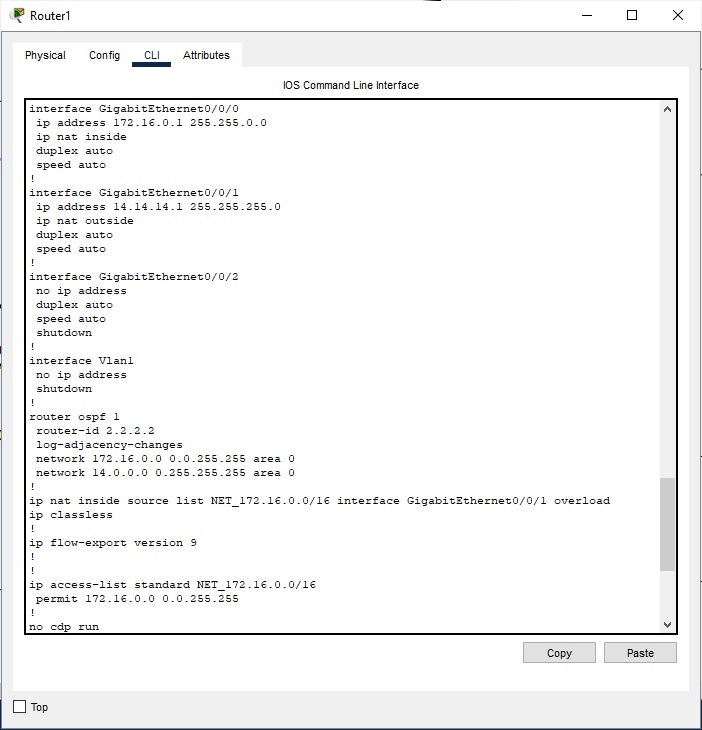 Router1
Physical Config CLI Attributes
IOS Command Line Interface
interface GigabitEthernet0/0/0
 ip address 172.16.0.1 255.255.0.0
 ip nat inside
 duplex auto
 speed auto
!
interface GigabitEthernet0/0/1
 ip address 14.14.14.1 255.255.255.0
 ip nat outside
 duplex auto
 speed auto
!
interface GigabitEthernet0/0/2
 no ip address
 duplex auto
 speed auto
 shutdown
!
interface Vlan1
 no ip address
 shutdown
!
router ospf 1
 router-id 2.2.2.2
 log-adjacency-changes
 network 172.16.0.0 0.0.255.255 area 0
 network 14.0.0.0 0.255.255.255 area 0
!
ip nat inside source list NET_172.16.0.0/16 interface GigabitEthernet0/0/1 overload
ip classless
!
ip flow-export version 9
!
!
ip access-list standard NET_172.16.0.0/16
 permit 172.16.0.0 0.0.255.255
!
no cdp run
Copy Paste
Top